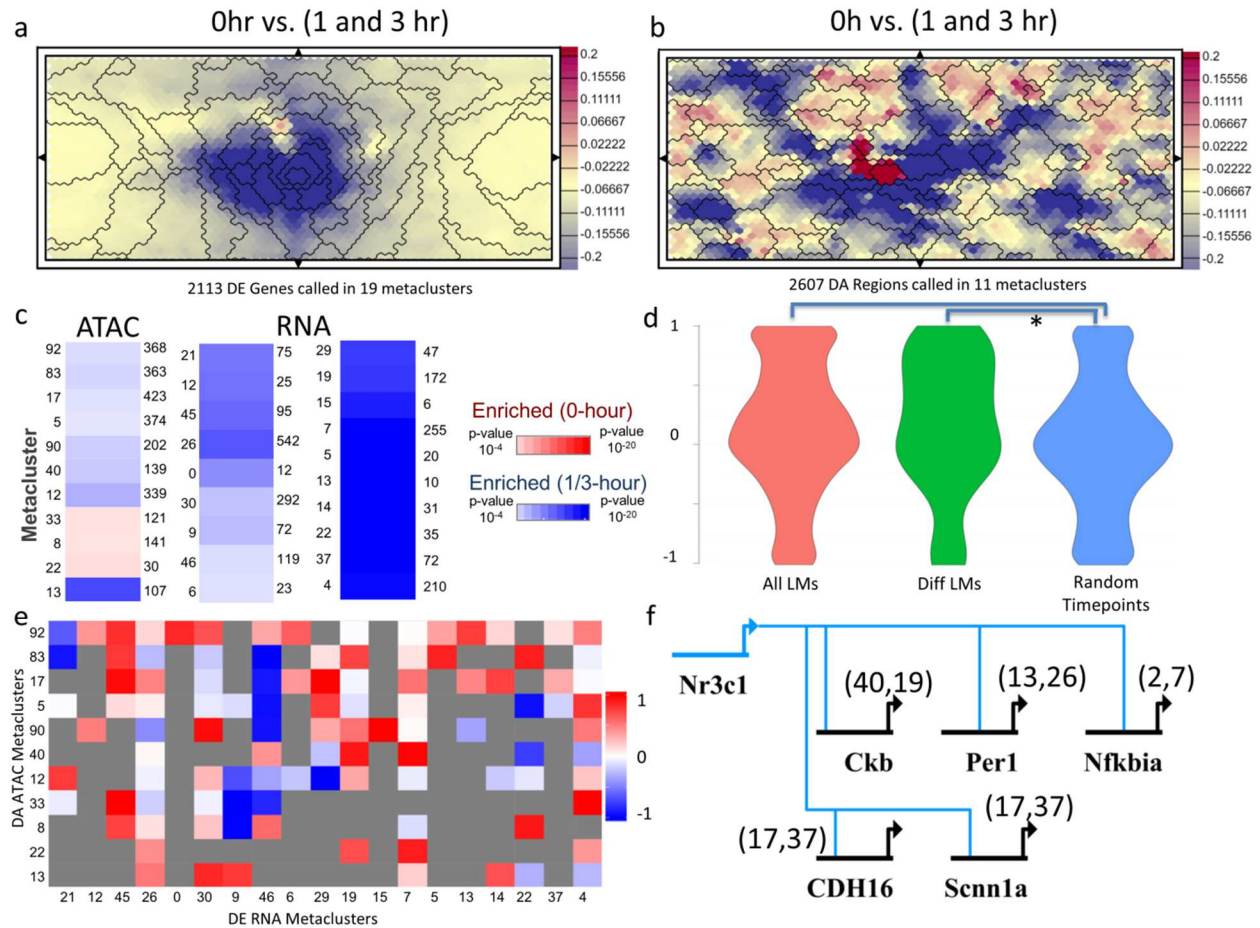 a
0hr vs. (1 and 3 hr)
0.2
0.15556
0.11111
0.06667
0.02222
-0.02222
-0.06667
-0.11111
-0.15556
-0.2
2113 DE Genes called in 19 metaclusters
b
0h vs. (1 and 3 hr)
0.2
0.15556
0.11111
0.06667
0.02222
-0.02222
-0.06667
-0.11111
-0.15556
-0.2
2607 DA Regions called in 11 metaclusters
c
ATAC
RNA
Metacluster
92 368
83 363
17 423
5 374
90 202
40 139
12 339
33 121
8 141
22 30
13 107
21 75
12 25
45 95
26 542
0 12
30 292
9 72
46 119
6 23
29 47
19 172
15 6
7 255
5 20
13 10
14 31
22 35
37 72
4 210
Enriched (0-hour)
p-value p-value
10-4 10-20
Enriched (1/3-hour)
p-value p-value
10-4 10-20
d
*
1
0
-1
All LMs
Diff LMs
Random
Timepoints
e
DA ATAC Metaclusters
92
83
17
5
90
40
12
33
8
22
13
21 12 45 26 0 30 9 46 6 29 19 15 7 5 13 14 22 37 4
DE RNA Metaclusters
1
0
-1
f
Nr3c1
(40,19)
Ckb
(13,26)
Per1
(2,7)
Nfkbia
(17,37)
CDH16
(17,37)
Scnn1a